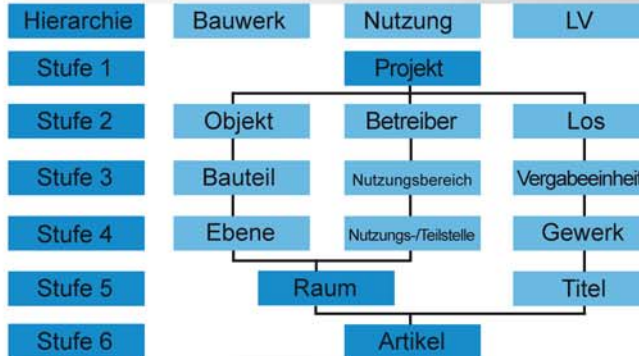 Hierarchie Bauwerk Nutzung LV
Stufe 1 Projekt
Stufe 2 Objekt Betreiber Los
Stufe 3 Bauteil Nutzungsbereich Vergabeeinheit
Stufe 4 Ebene Nutzungs-/Teilstelle Gewerk
Stufe 5 Raum Titel
Stufe 6 Artikel